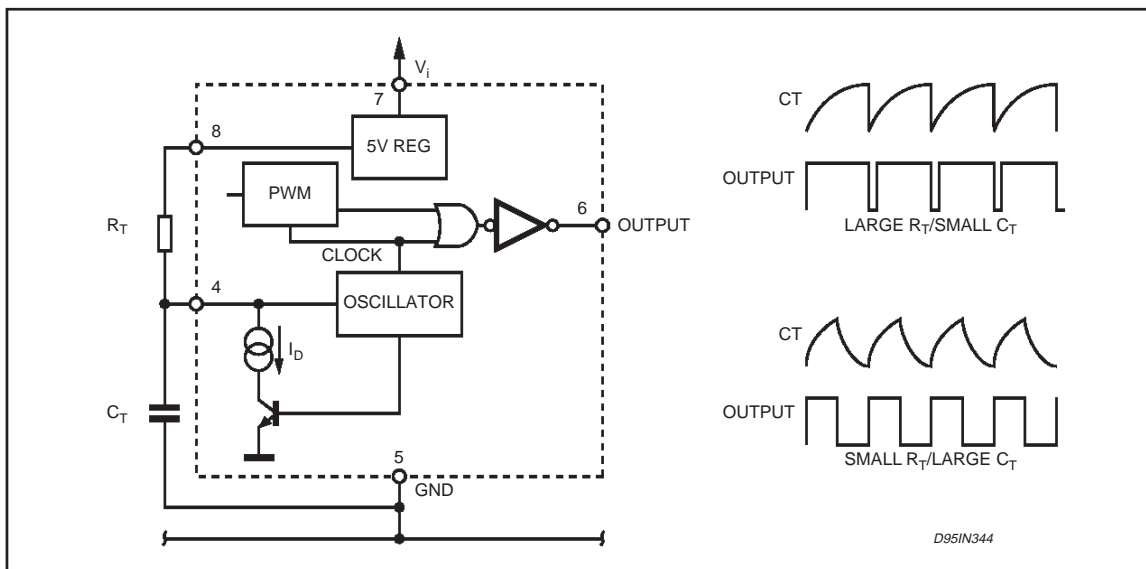 Vi
7
8
5V REG
PWM
6
OUTPUT
RT
CLOCK
4
OSCILLATOR
ID
CT
5
GND
CT
OUTPUT
LARGE RT/SMALL CT
CT
OUTPUT
SMALL RT/LARGE CT
D95IN344